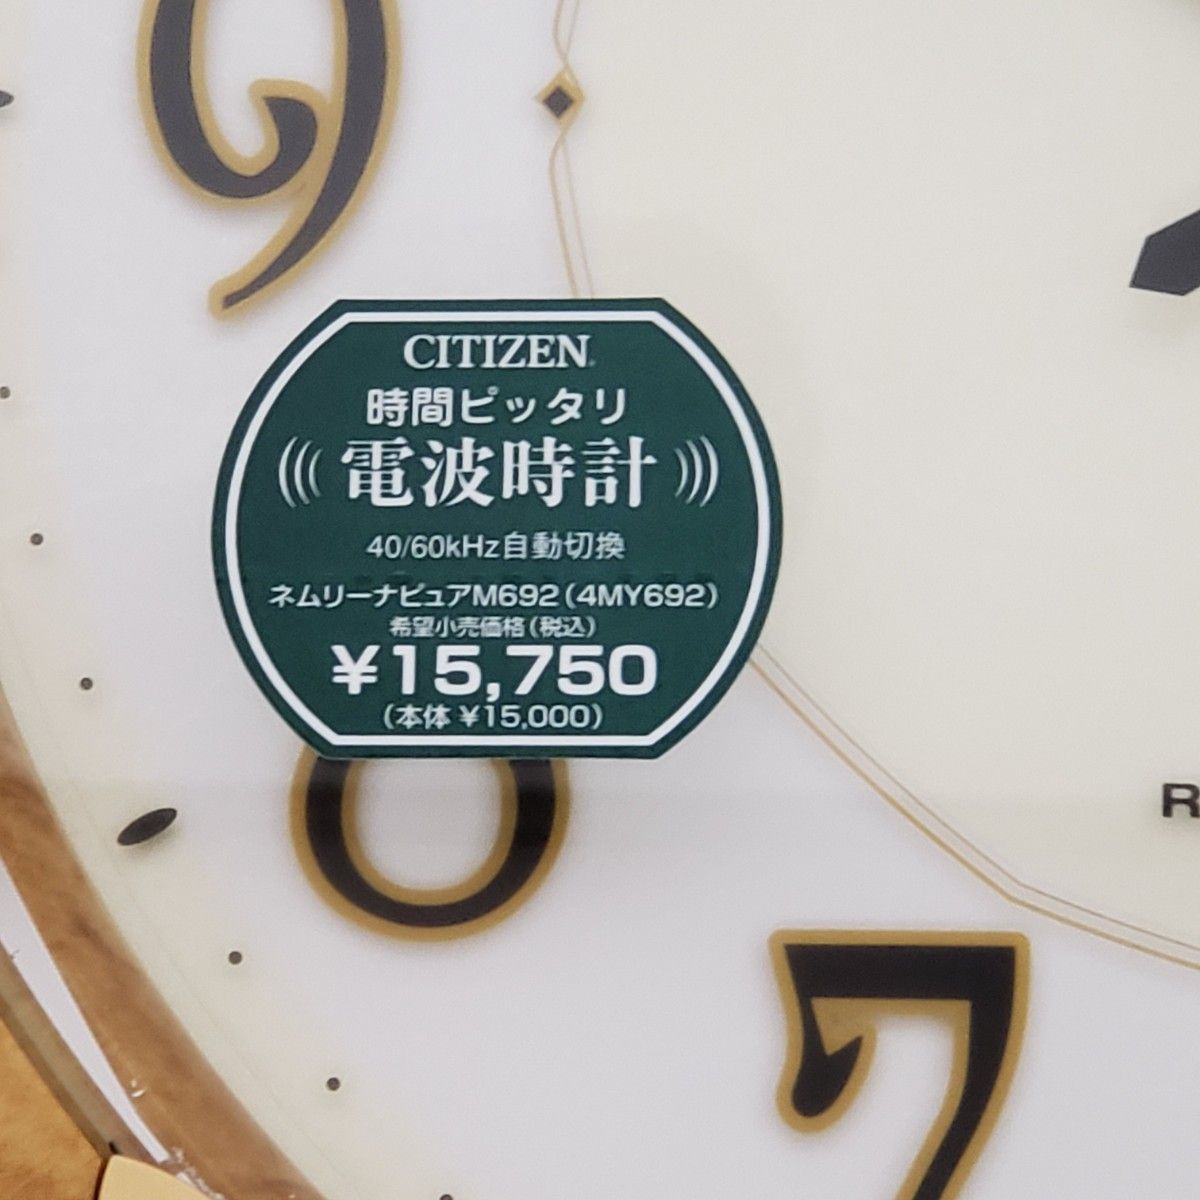 9
CITIZEN
時間ピッタリ
電波時計
40/60kHz自動切換
ネムリーナピュアM692(4MY692)
希望小売価格(税込)
¥15,750
(本体 ¥15,000)
R
7